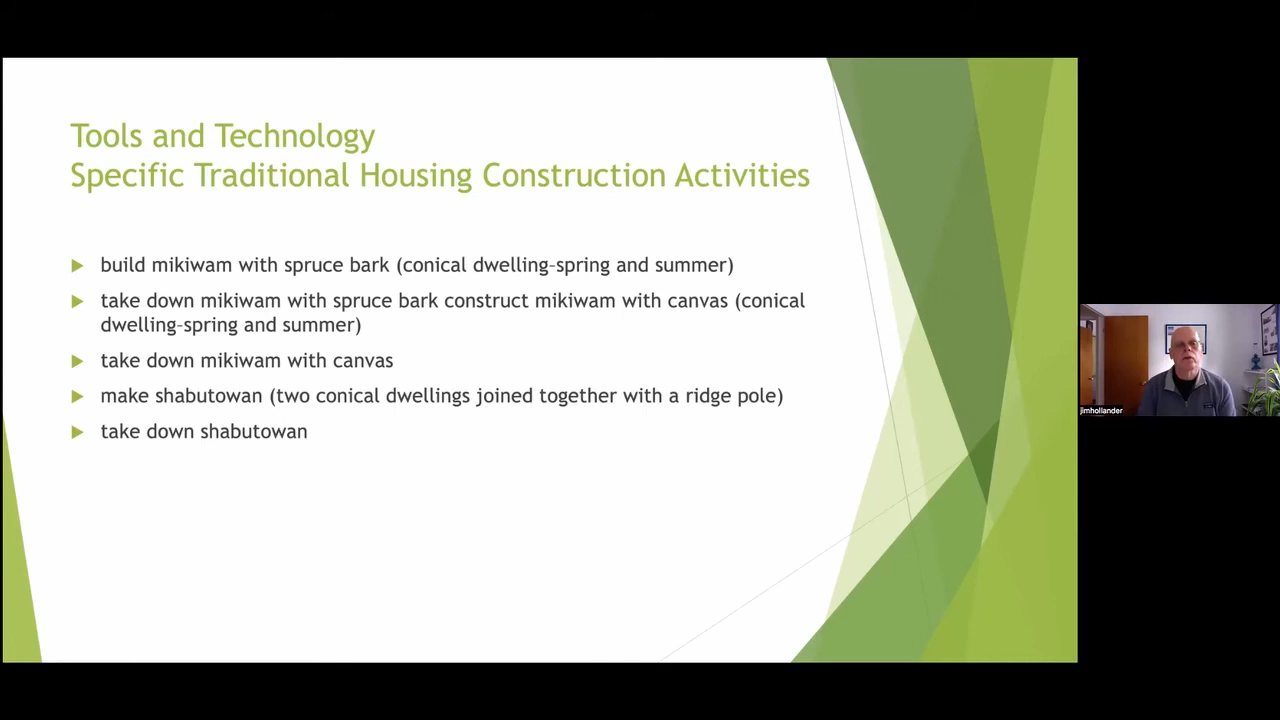 Tools and Technology
Specific Traditional Housing Construction Activities
build mikiwam with spruce bark (conical dwelling-spring and summer)
take down mikiwam with spruce bark construct mikiwam with canvas (conical
dwelling-spring and summer)
take down mikiwam with canvas
make shabutowan (two conical dwellings joined together with a ridge pole)
take down shabutowan
jimhollander